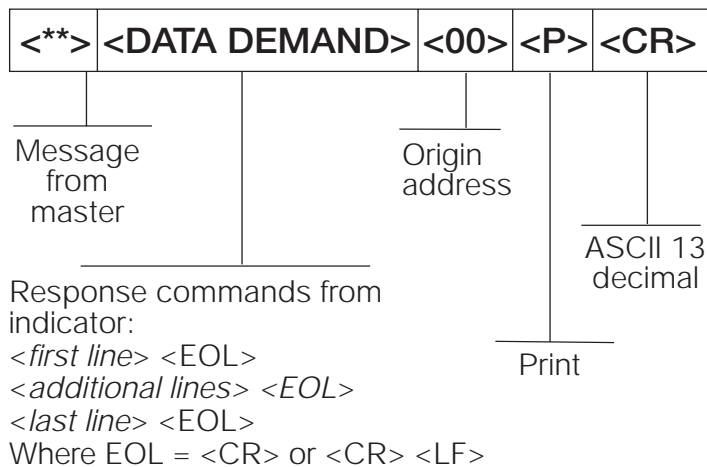 <**> <DATA DEMAND> <00> <P> <CR>
Message
from
master
Origin
address
ASCII 13
decimal
Response commands from
indicator:
<first line> <EOL>
<additional lines> <EOL>
<last line> <EOL>
Where EOL = <CR> or <CR> <LF>
Print